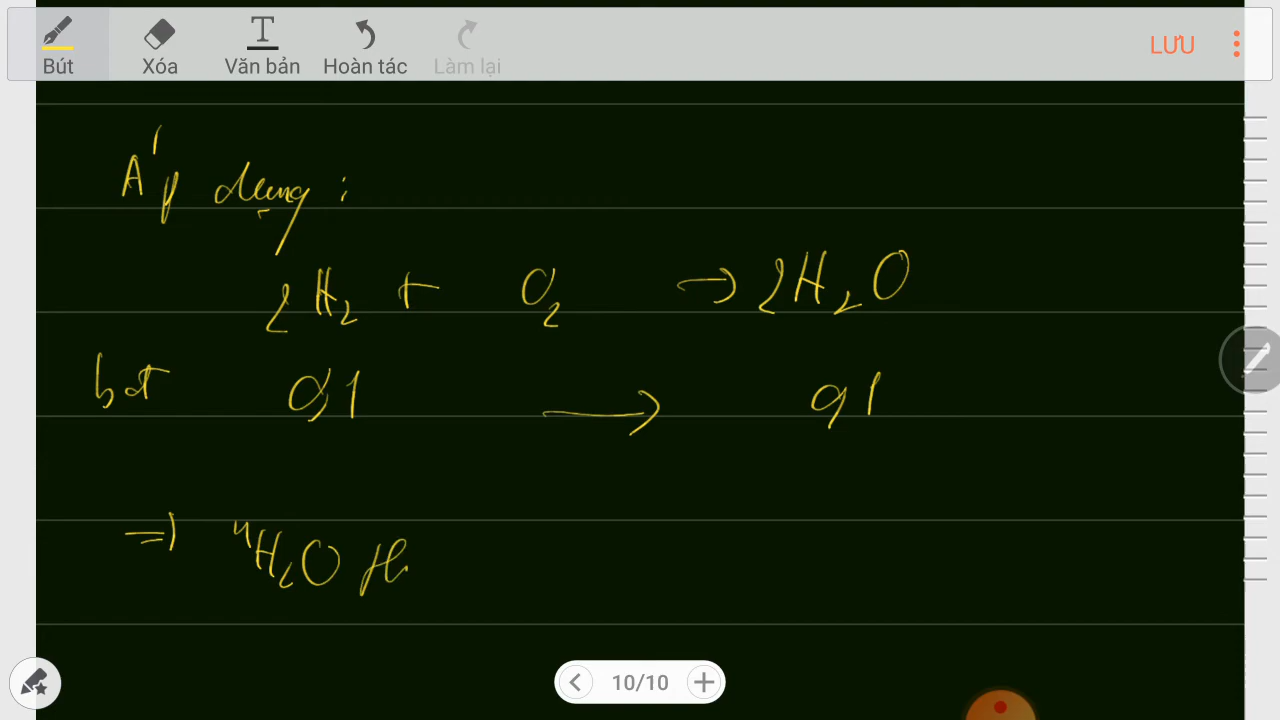 Bút Xóa Văn bản Hoàn tác Làm lại LƯU
Áp dụng:
2H₂ + O₂ → 2H₂O
bđ 0,1 → 0,1
=> nH₂O
10/10